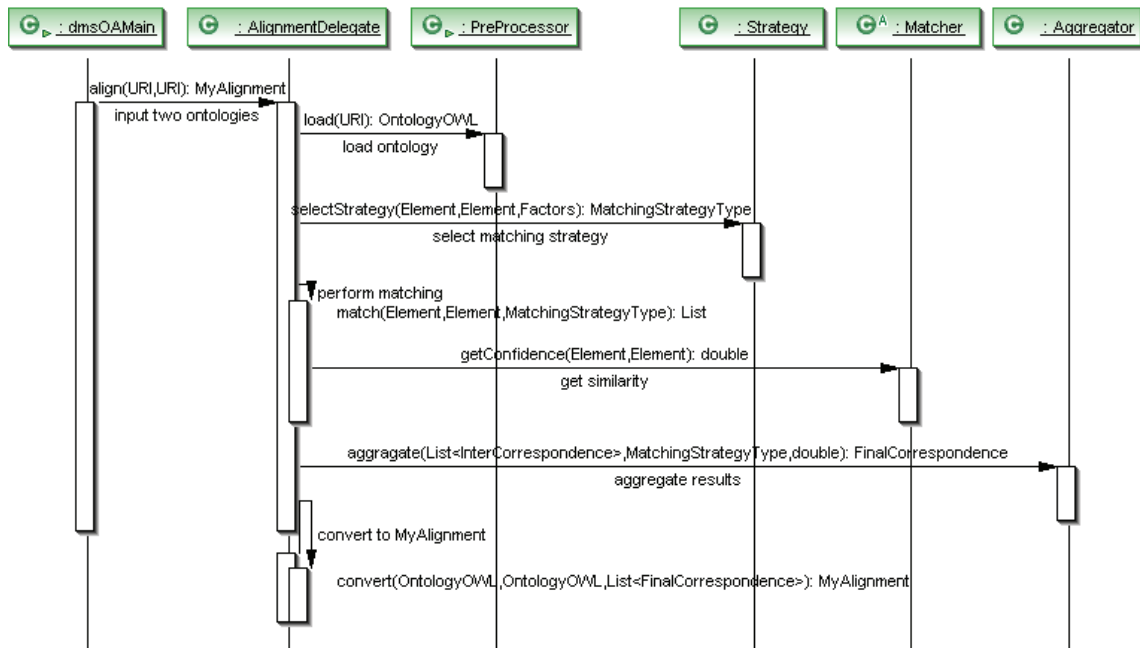 C : dmsOAMain
C : AlignmentDelegate
C : PreProcessor
C : Strategy
C A : Matcher
C : Aggregator
align(URI,URI): MyAlignment
input two ontologies
load(URI): OntologyOWL
load ontology
selectStrategy(Element,Element,Factors): MatchingStrategyType
select matching strategy
perform matching
match(Element,Element,MatchingStrategyType): List
getConfidence(Element,Element): double
get similarity
aggragate(List<InterCorrespondence>,MatchingStrategyType,double): FinalCorrespondence
aggregate results
convert to MyAlignment
convert(OntologyOWL,OntologyOWL,List<FinalCorrespondence>): MyAlignment